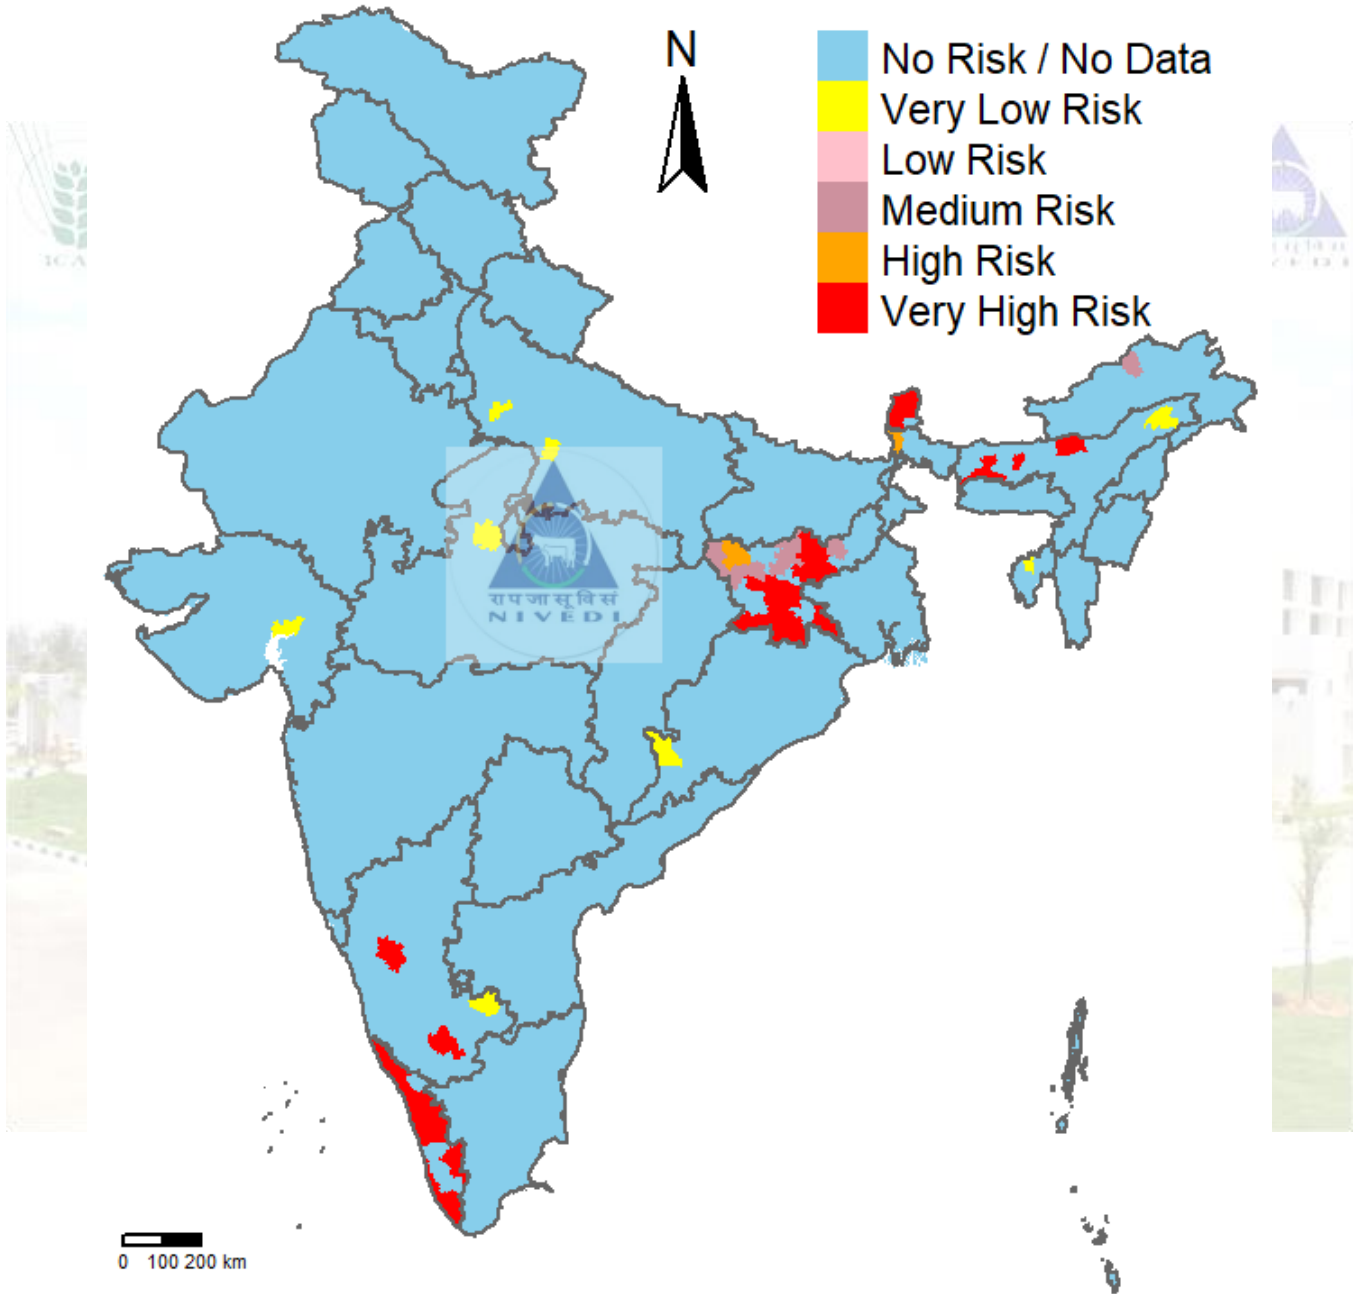 N
No Risk / No Data
Very Low Risk
Low Risk
Medium Risk
High Risk
Very High Risk
राप जा सू वि सं
NIVEDI
0 100 200 km